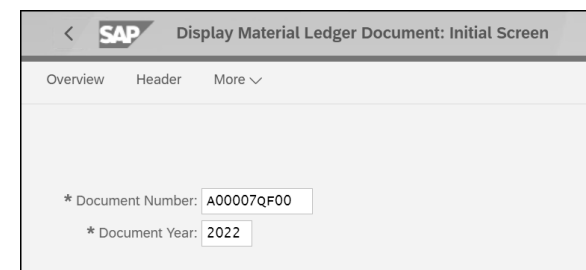 < SAP Display Material Ledger Document: Initial Screen
Overview Header More
* Document Number: A00007QF00
* Document Year: 2022